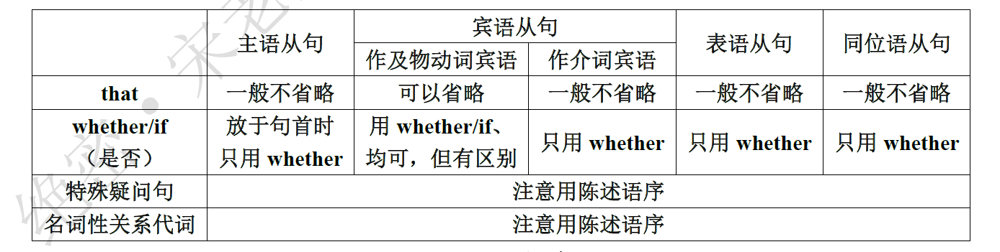 主语从句 宾语从句 表语从句 同位语从句
作及物动词宾语 作介词宾语
that 一般不省略 可以省略 一般不省略 一般不省略 一般不省略
whether/if 放于句首时 用 whether/if、 只用 whether 只用 whether 只用 whether
（是否） 只用 whether 均可，但有区别
特殊疑问句 注意用陈述语序
名词性关系代词 注意用陈述语序
绝密·宋老